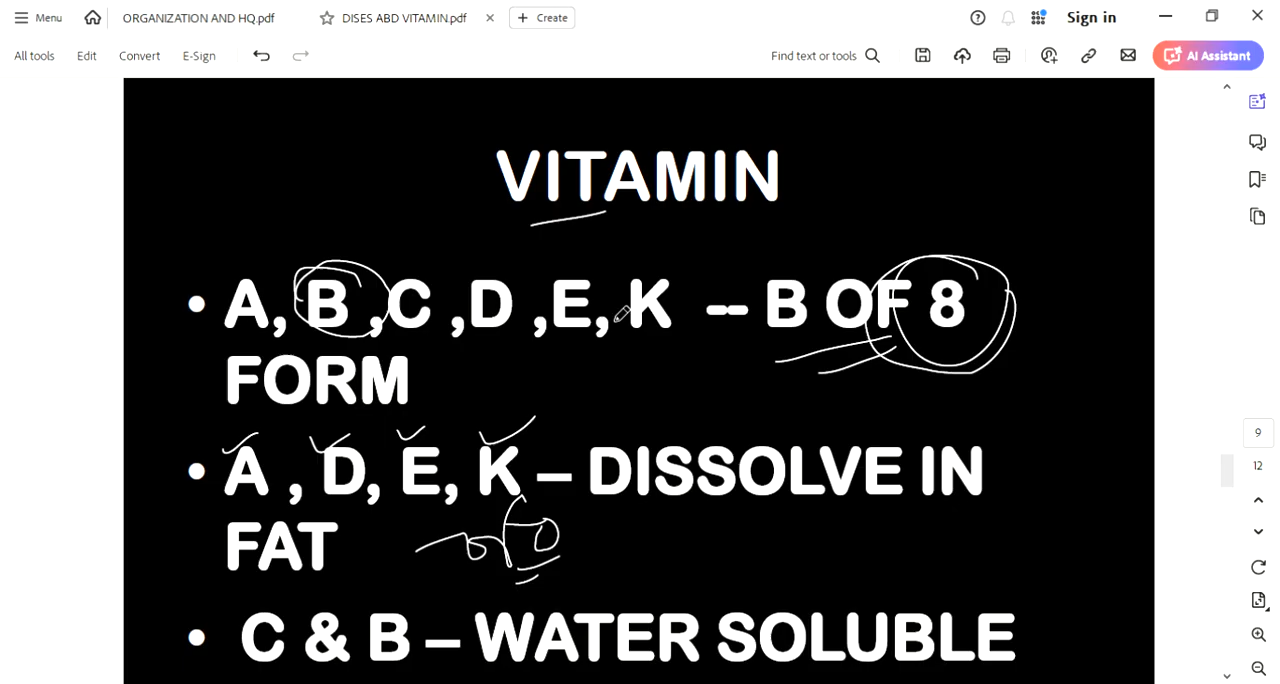 Menu ORGANIZATION AND HQ.pdf DISES ABD VITAMIN.pdf Create Sign in
All tools Edit Convert E-Sign Find text or tools AI Assistant
VITAMIN
• A, B ,C ,D ,E, K -- B OF 8
FORM
• A , D, E, K – DISSOLVE IN
FAT
• C & B – WATER SOLUBLE
9
12